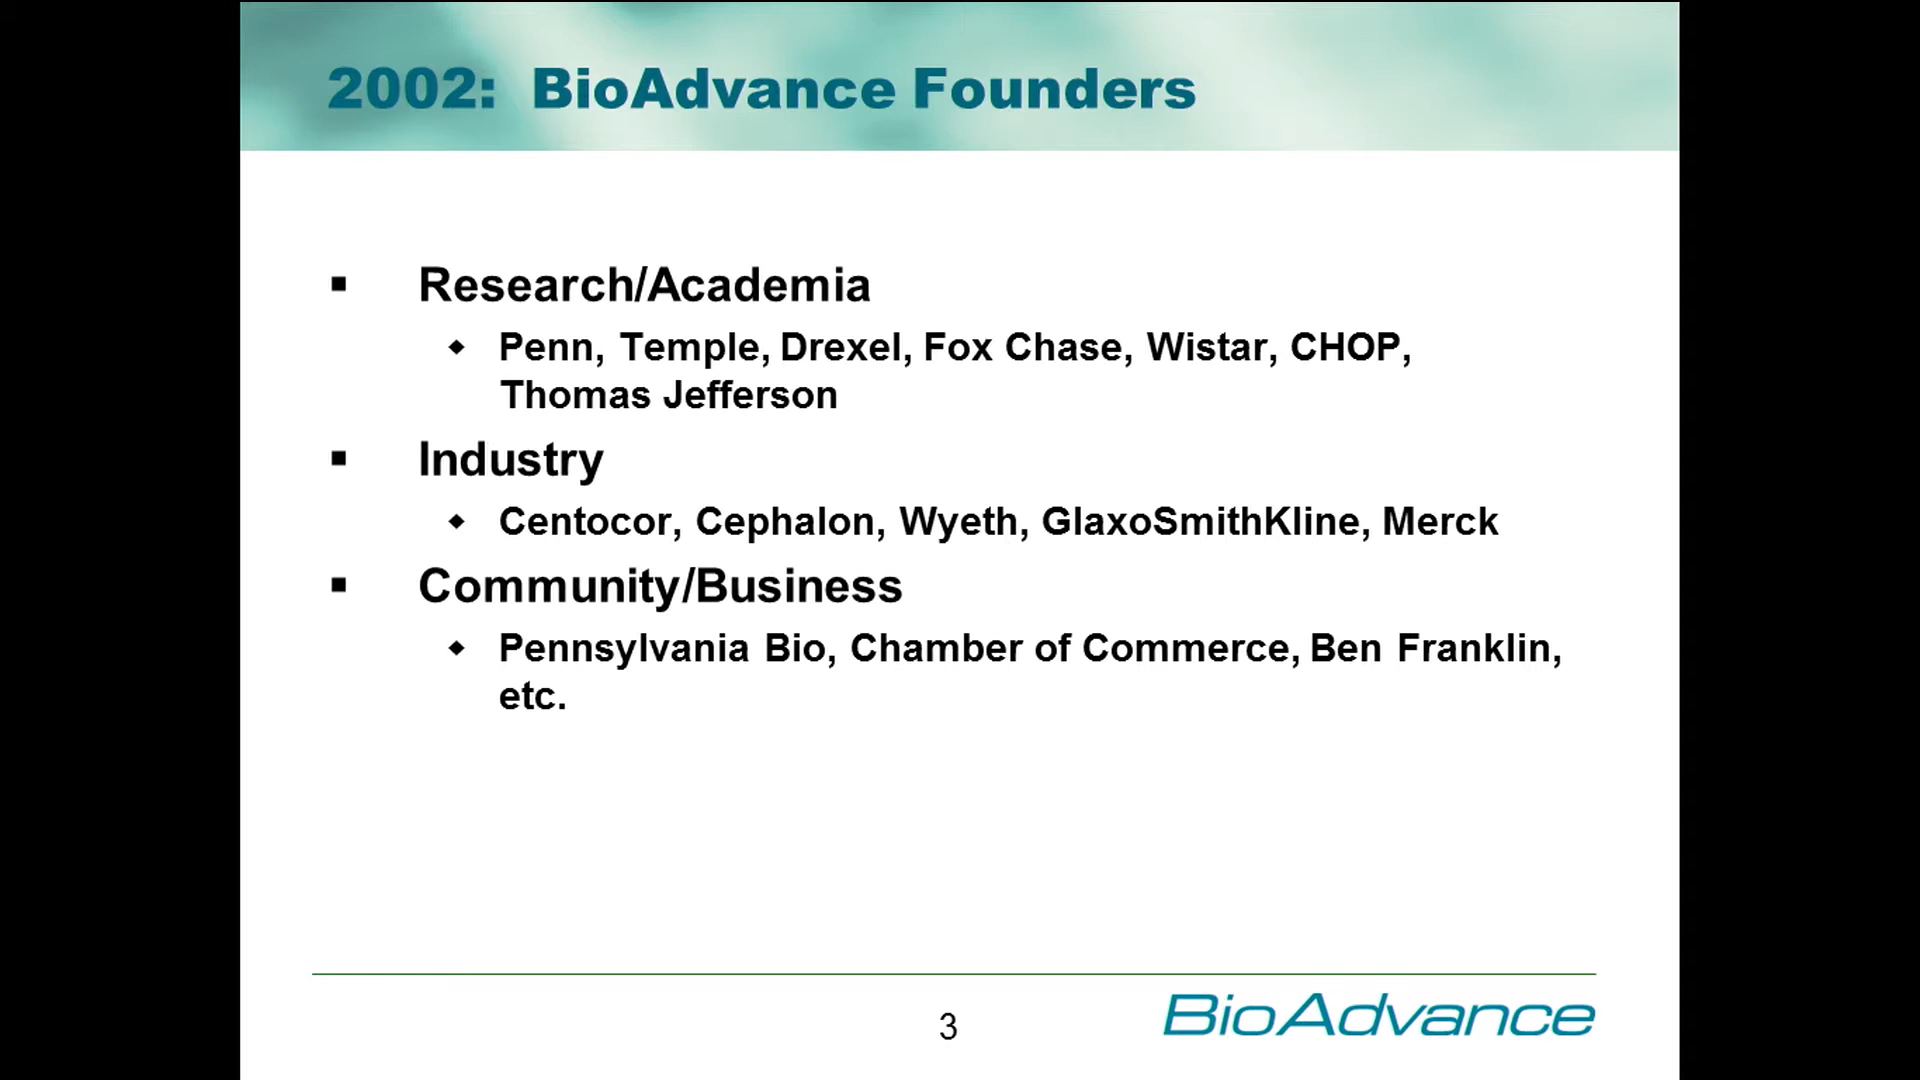 2002: BioAdvance Founders
▪ Research/Academia
◆ Penn, Temple, Drexel, Fox Chase, Wistar, CHOP,
Thomas Jefferson
▪ Industry
◆ Centocor, Cephalon, Wyeth, GlaxoSmithKline, Merck
▪ Community/Business
◆ Pennsylvania Bio, Chamber of Commerce, Ben Franklin,
etc.
3
BioAdvance